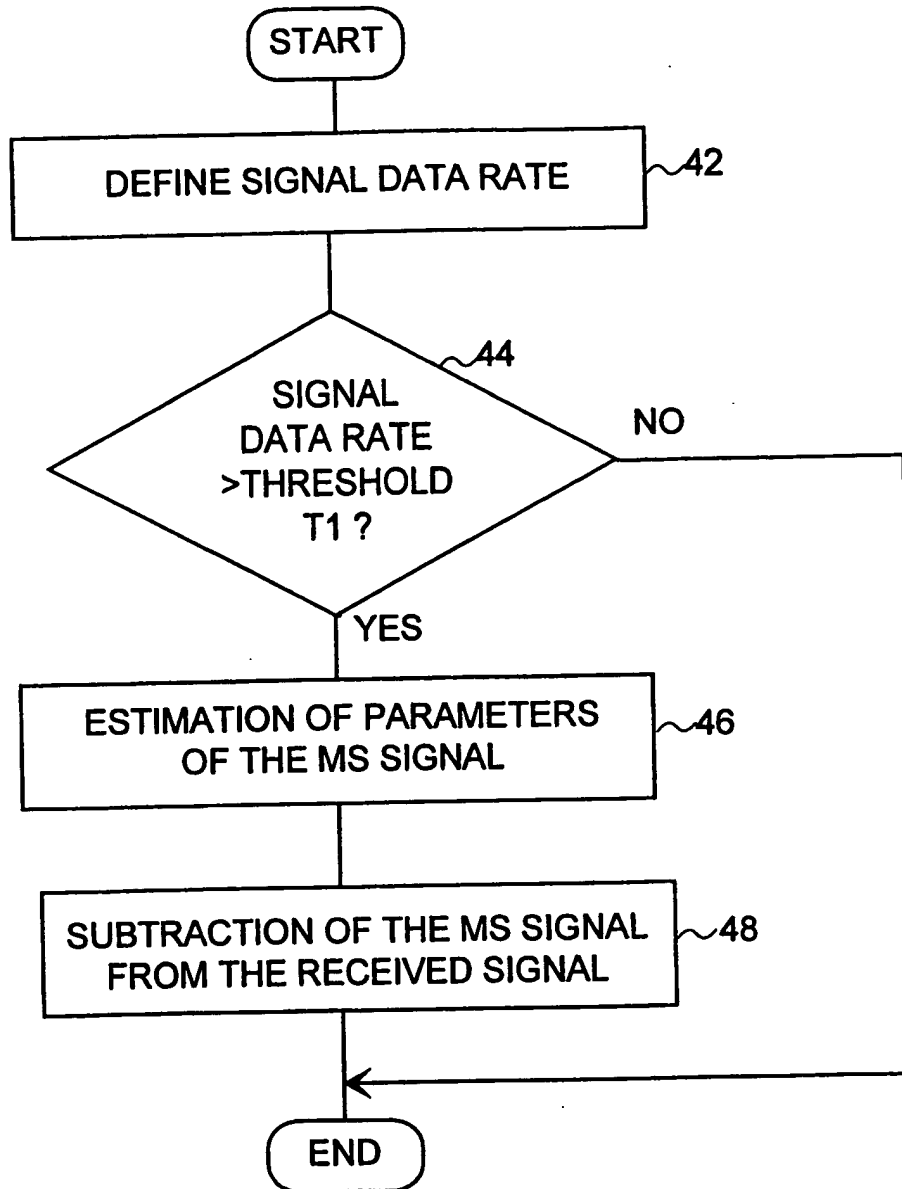 START
DEFINE SIGNAL DATA RATE
42
44
SIGNAL
DATA RATE
>THRESHOLD
T1 ?
NO
YES
ESTIMATION OF PARAMETERS
OF THE MS SIGNAL
46
SUBTRACTION OF THE MS SIGNAL
FROM THE RECEIVED SIGNAL
48
END